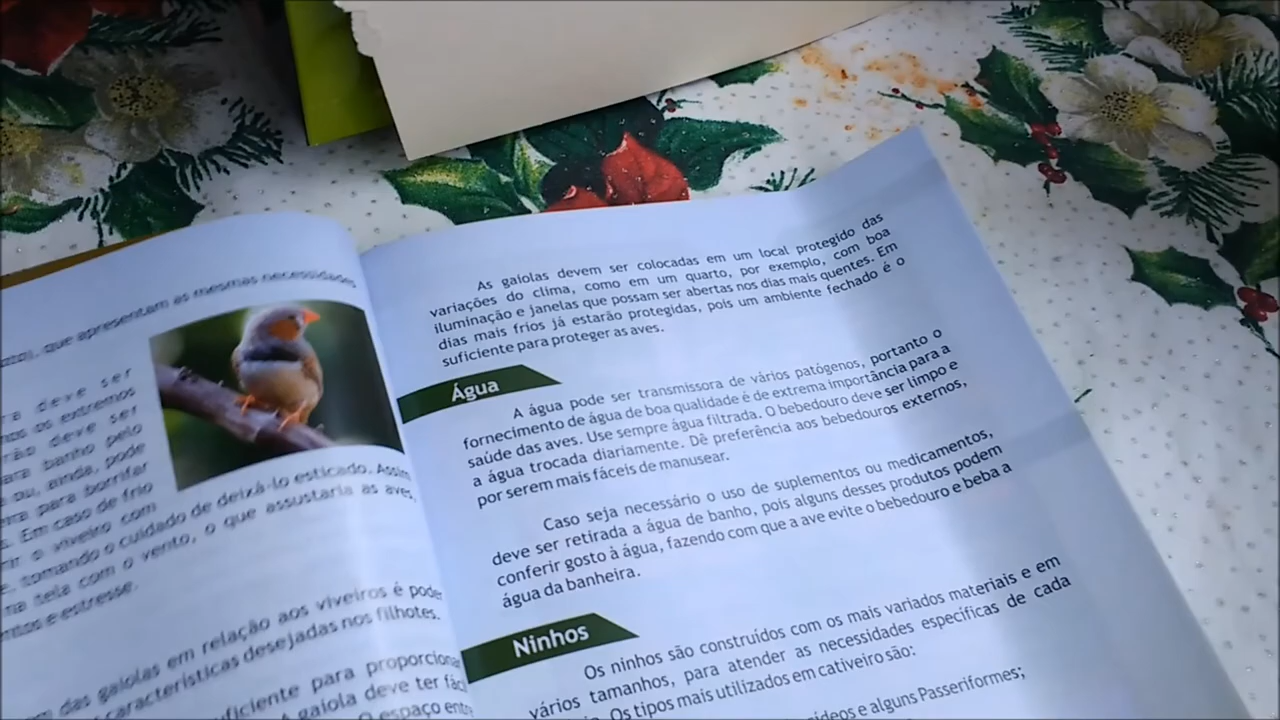 que apresentam as mesmas necessidades
ra deve ser
os extremos
rão deve ser
ara banho pelo
ou, ainda, pode
para borrifar
Em caso de frio
o viveiro com
tomando o cuidado de deixá-lo esticado. Assim
tela com o vento, o que assustaria as aves,
e estresse.
em relação aos viveiros é poder
características desejadas nos filhotes.
para proporcionar
gaiola deve ter
O espaço entre
As gaiolas devem ser colocadas em um local protegido das
variações do clima, como em um quarto, por exemplo, com boa
iluminação e janelas que possam ser abertas nos dias mais quentes. Em
dias mais frios já estarão protegidas, pois um ambiente fechado é o
suficiente para proteger as aves.
Água
A água pode ser transmissora de vários patógenos, portanto o
fornecimento de água de boa qualidade é de extrema importância para a
saúde das aves. Use sempre água filtrada. O bebedouro deve ser limpo e
a água trocada diariamente. Dê preferência aos bebedouros externos,
por serem mais fáceis de manusear.
Caso seja necessário o uso de suplementos ou medicamentos,
deve ser retirada a água de banho, pois alguns desses produtos podem
conferir gosto à água, fazendo com que a ave evite o bebedouro e beba a
água da banheira.
Ninhos
Os ninhos são construídos com os mais variados materiais e em
vários tamanhos, para atender as necessidades específicas de cada
Os tipos mais utilizados em cativeiro são:
e alguns Passeriformes;